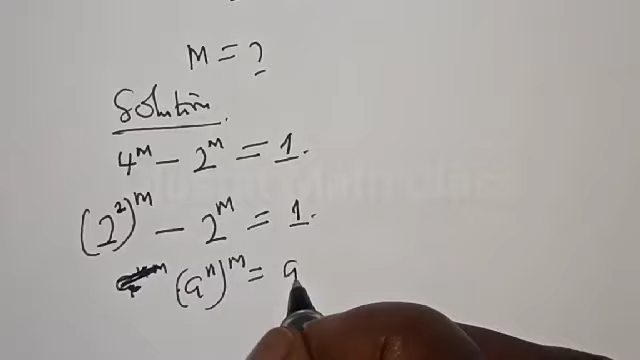 M = ?
Solution.
4^M - 2^M = 1.
(2^2)^M - 2^M = 1.
(a^n)^M = a